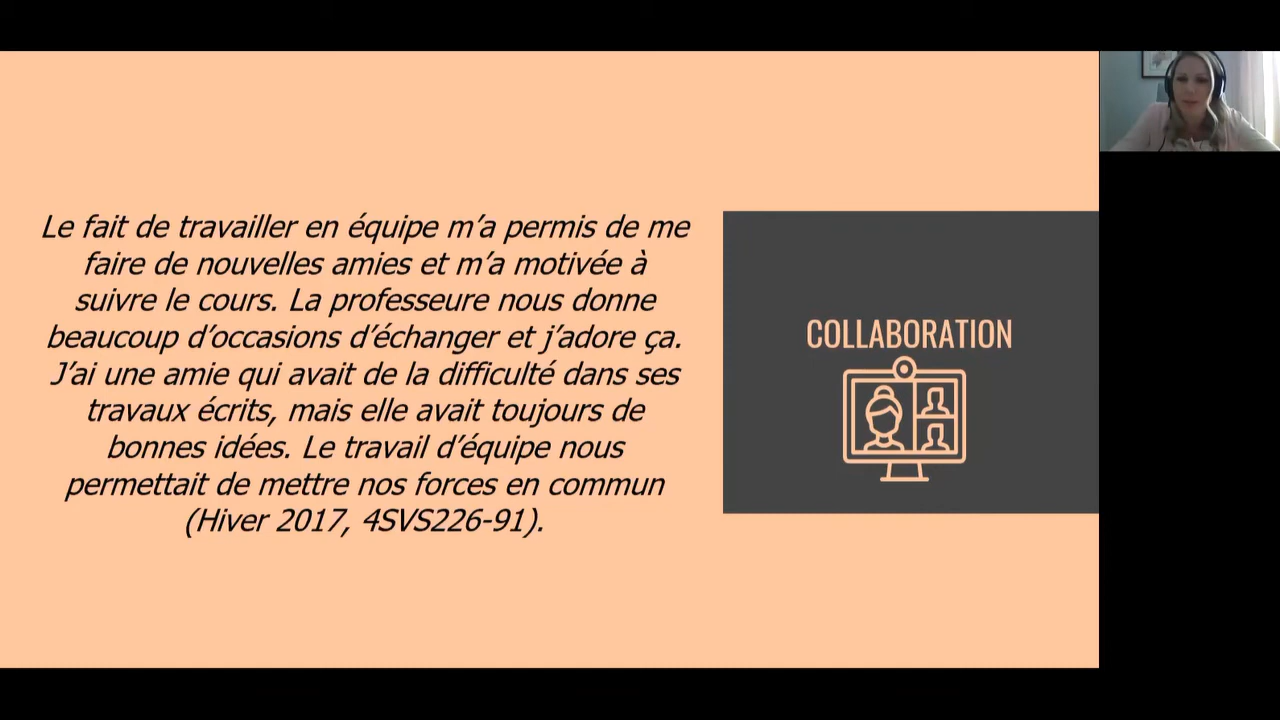 Le fait de travailler en équipe m’a permis de me
faire de nouvelles amies et m’a motivée à
suivre le cours. La professeure nous donne
beaucoup d’occasions d’échanger et j’adore ça.
J’ai une amie qui avait de la difficulté dans ses
travaux écrits, mais elle avait toujours de
bonnes idées. Le travail d’équipe nous
permettait de mettre nos forces en commun
(Hiver 2017, 4SVS226-91).
COLLABORATION